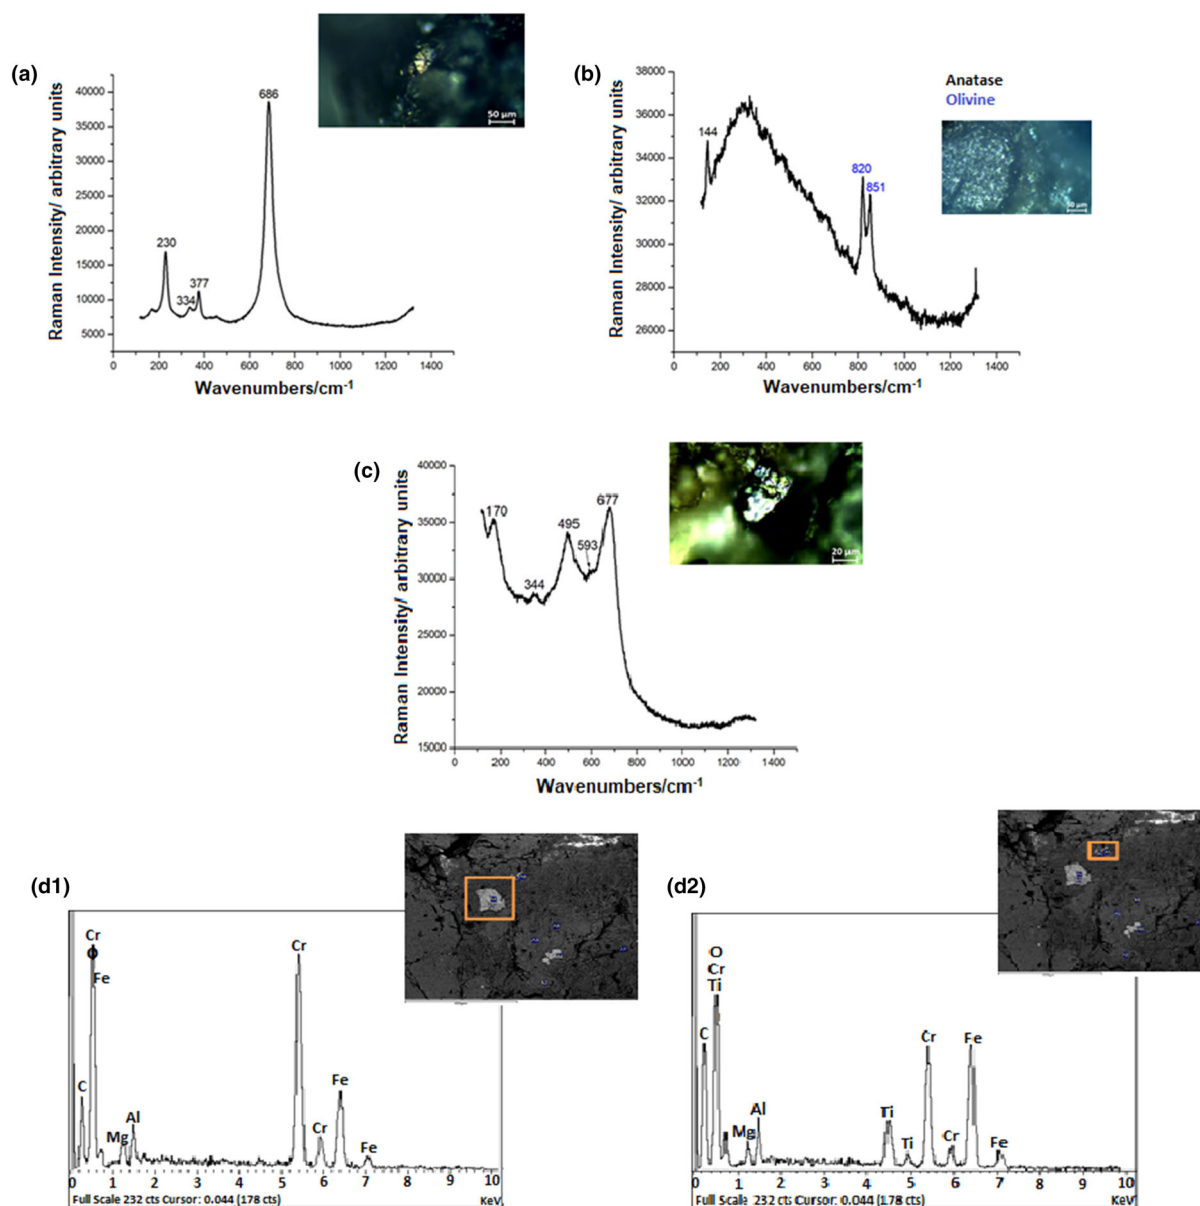 (a)
Raman Intensity/ arbitrary units
40000
35000
30000
25000
20000
15000
10000
5000
686
230
334
377
0 200 400 600 800 1000 1200 1400
Wavenumbers/cm-1
50 µm
(b)
Raman Intensity/ arbitrary units
38000
36000
34000
32000
30000
28000
26000
144
820
851
0 200 400 600 800 1000 1200 1400
Wavenumbers/cm-1
Anatase
Olivine
50 µm
(c)
Raman Intensity/ arbitrary units
40000
35000
30000
25000
20000
15000
170
344
495
593
677
0 200 400 600 800 1000 1200 1400
Wavenumbers/cm-1
20 µm
(d1)
Cr
O
Fe
C
Mg
Al
Cr
Cr
Fe
Fe
0 1 2 3 4 5 6 7 8 9 10
Full Scale 232 cts Cursor: 0.044 (178 cts)
KeV
(d2)
O
Cr
Ti
C
Mg
Al
Ti
Ti
Cr
Cr
Fe
Fe
0 1 2 3 4 5 6 7 8 9 10
Full Scale 232 cts Cursor: 0.044 (178 cts)
KeV